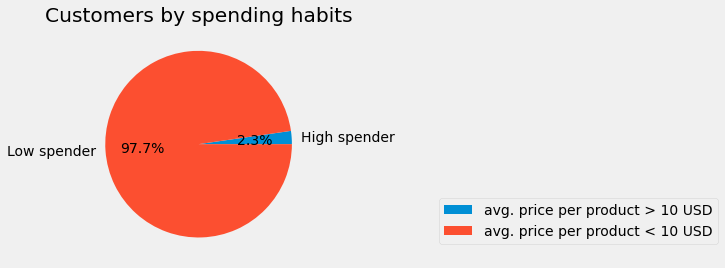 Customers by spending habits
High spender
2.3%
Low spender
97.7%
avg. price per product > 10 USD
avg. price per product < 10 USD